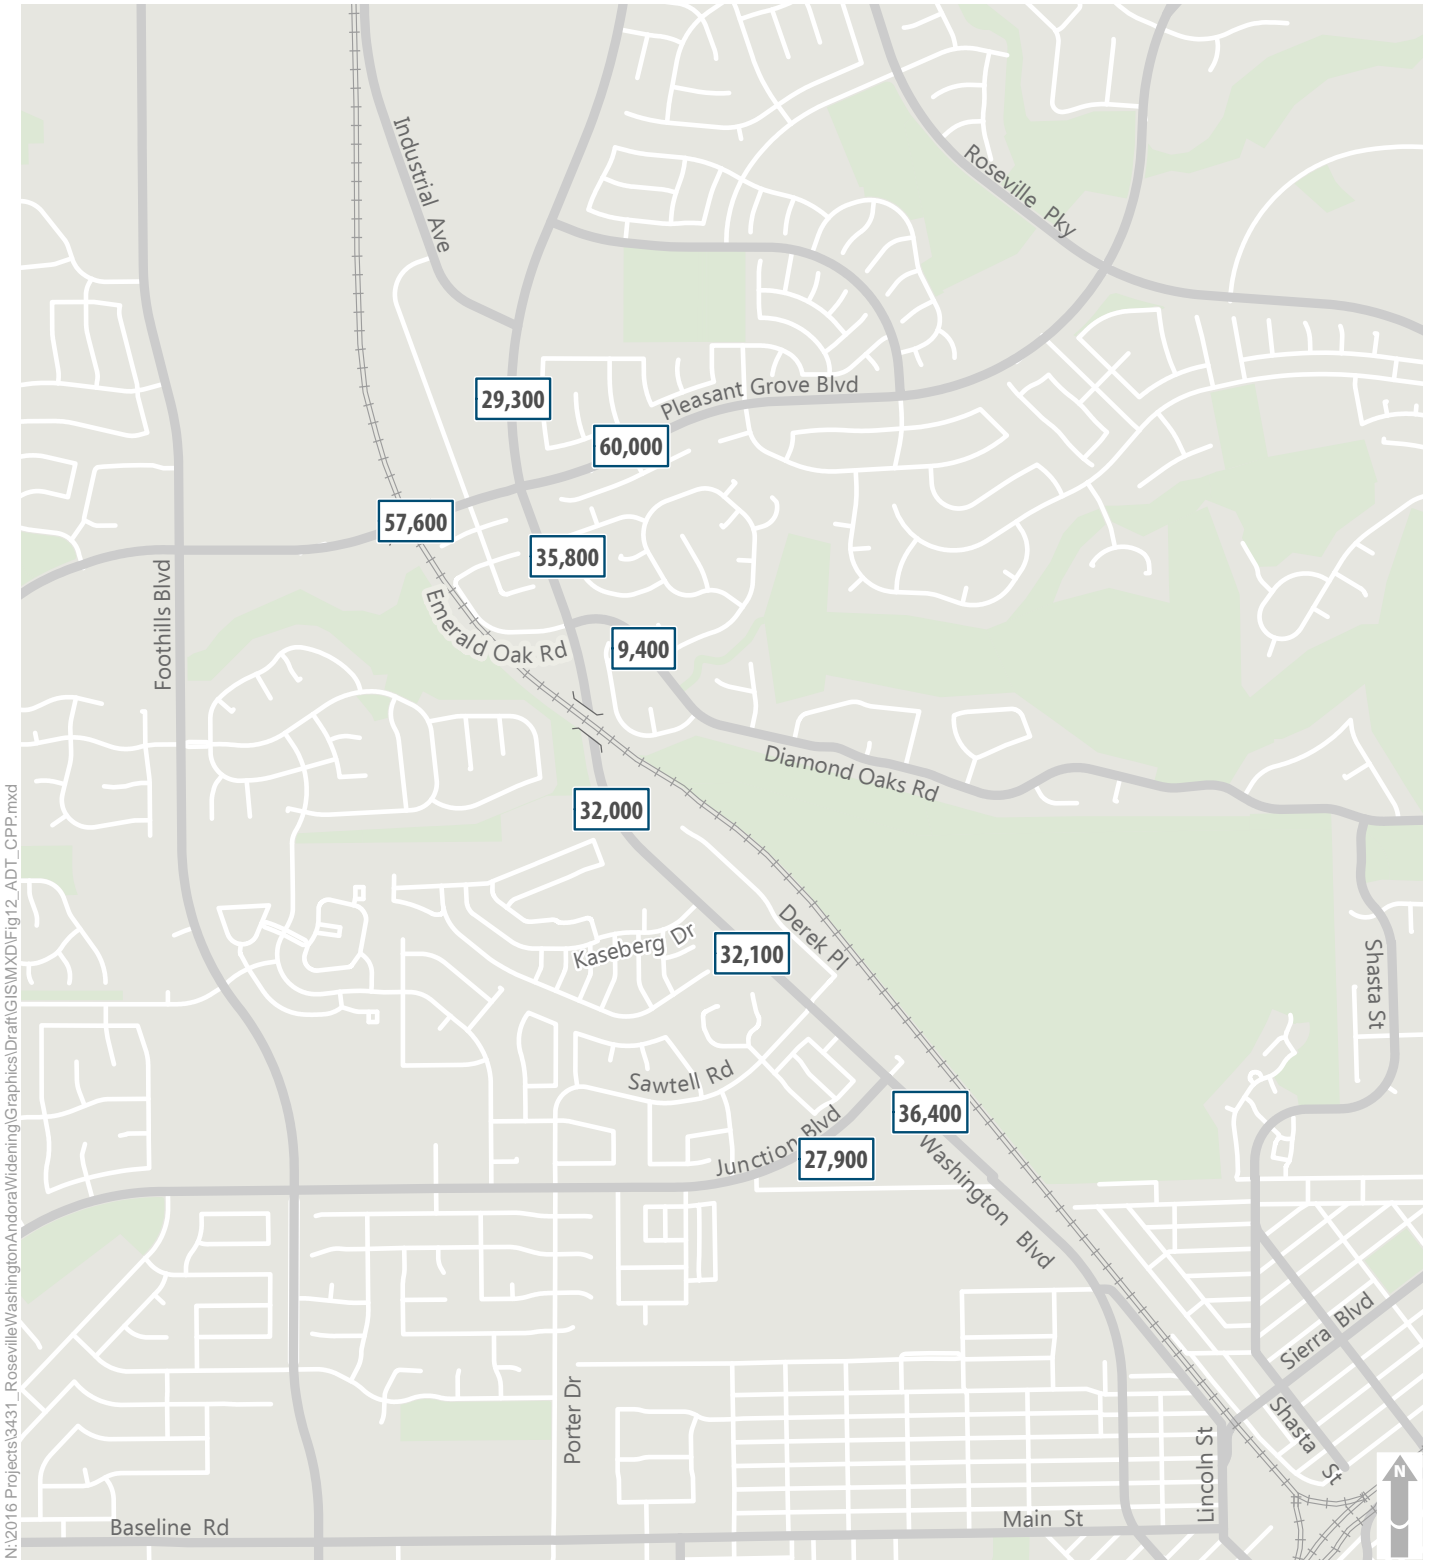 Industrial Ave
Roseville Pky
29,300
Pleasant Grove Blvd
60,000
57,600
35,800
Foothills Blvd
Emerald Oak Rd
9,400
Diamond Oaks Rd
32,000
Derek Pl
Kaseberg Dr
32,100
Shasta St
Sawtell Rd
36,400
Junction Blvd
27,900
Washington Blvd
Sierra Blvd
Porter Dr
Shasta St
Lincoln St
N
Main St
Baseline Rd
N:\2016 Projects\3431_RosevilleWashingtonAndoraWidening\Graphics\Draft\GIS\MXD\Fig12_ADT_CPP.mxd